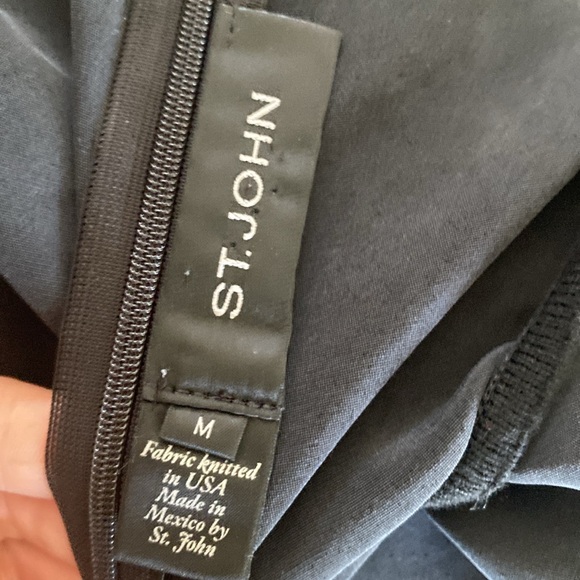 ST. JOHN
M
Fabric knitted
in USA
Made in
Mexico by
St. John